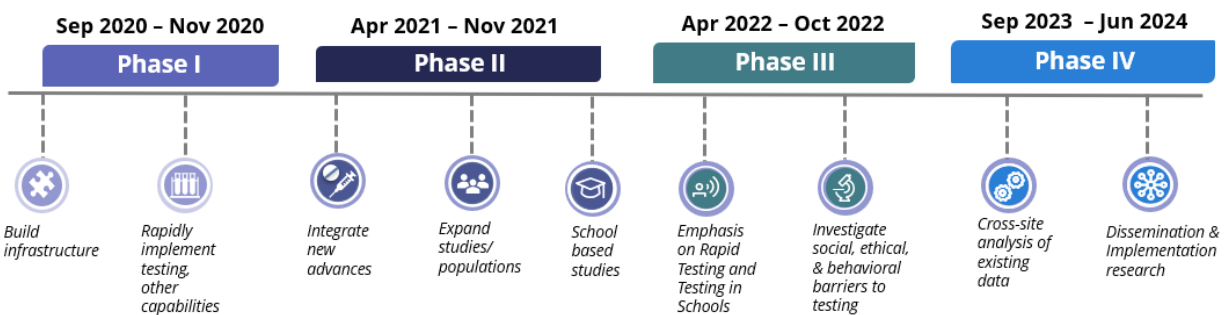 Sep 2020 – Nov 2020
Apr 2021 – Nov 2021
Apr 2022 – Oct 2022
Sep 2023 – Jun 2024
Phase I
Phase II
Phase III
Phase IV
Build
infrastructure
Rapidly
implement
testing,
other
capabilities
Integrate
new
advances
Expand
studies/
populations
School
based
studies
Emphasis
on Rapid
Testing and
Testing in
Schools
Investigate
social, ethical,
& behavioral
barriers to
testing
Cross-site
analysis of
existing
data
Dissemination &
Implementation
research